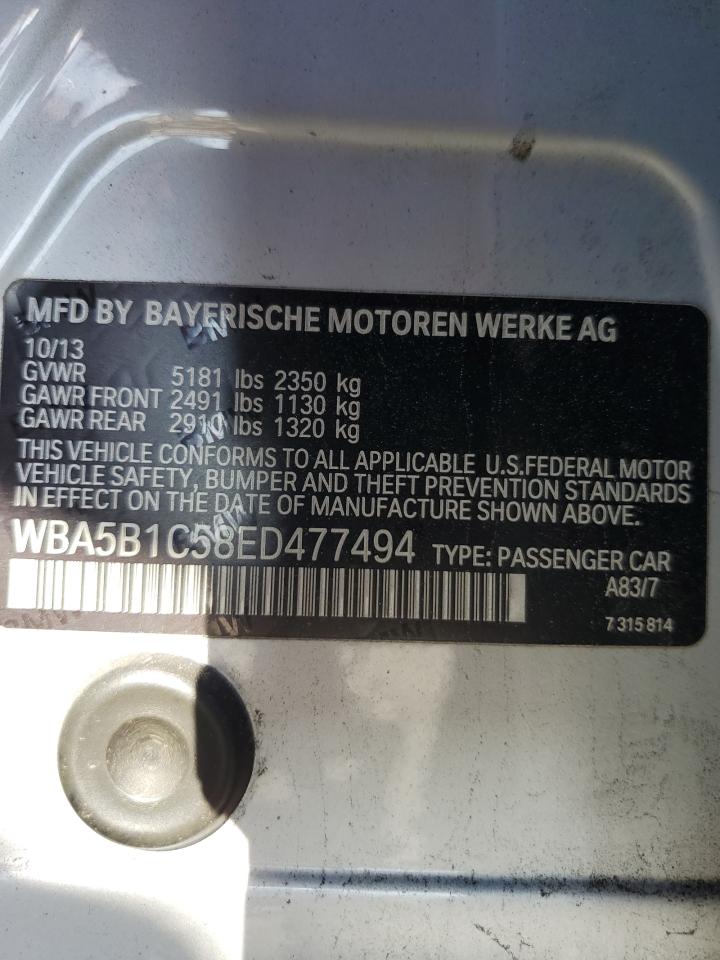 MFD BY BAYERISCHE MOTOREN WERKE AG
10/13
GVWR 5181 lbs 2350 kg
GAWR FRONT 2491 lbs 1130 kg
GAWR REAR 2910 lbs 1320 kg
THIS VEHICLE CONFORMS TO ALL APPLICABLE U.S.FEDERAL MOTOR
VEHICLE SAFETY, BUMPER AND THEFT PREVENTION STANDARDS
IN EFFECT ON THE DATE OF MANUFACTURE SHOWN ABOVE.
WBA5B1C58ED477494 TYPE: PASSENGER CAR
A83/7
7 315 814